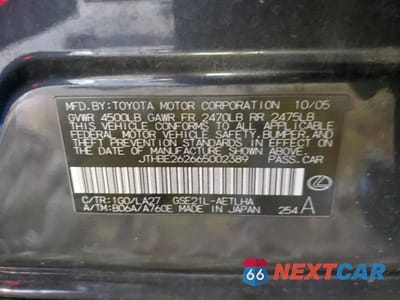 MFD.BY:TOYOTA MOTOR CORPORATION 10/05
GVWR 4500LB GAWR FR 2470LB RR 2475LB
THIS VEHICLE CONFORMS TO ALL APPLICABLE
FEDERAL MOTOR VEHICLE SAFETY, BUMPER, AND
THEFT PREVENTION STANDARDS IN EFFECT ON
THE DATE OF MANUFACTURE SHOWN ABOVE.
JTHBE262665002389 PASS. CAR
C/TR:1G0/LA27 GSE21L-AETLHA
A/TM:B06A/A760E MADE IN JAPAN 254 A
66 NEXTCAR